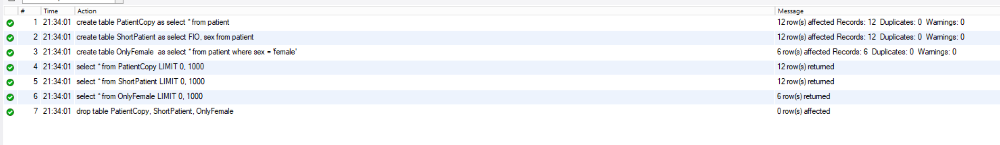 # Time Action Message
1 21:34:01 create table PatientCopy as select * from patient 12 row(s) affected Records: 12 Duplicates: 0 Warnings: 0
2 21:34:01 create table ShortPatient as select FIO, sex from patient 12 row(s) affected Records: 12 Duplicates: 0 Warnings: 0
3 21:34:01 create table OnlyFemale as select * from patient where sex = 'female' 6 row(s) affected Records: 6 Duplicates: 0 Warnings: 0
4 21:34:01 select * from PatientCopy LIMIT 0, 1000 12 row(s) returned
5 21:34:01 select * from ShortPatient LIMIT 0, 1000 12 row(s) returned
6 21:34:01 select * from OnlyFemale LIMIT 0, 1000 6 row(s) returned
7 21:34:01 drop table PatientCopy, ShortPatient, OnlyFemale 0 row(s) affected